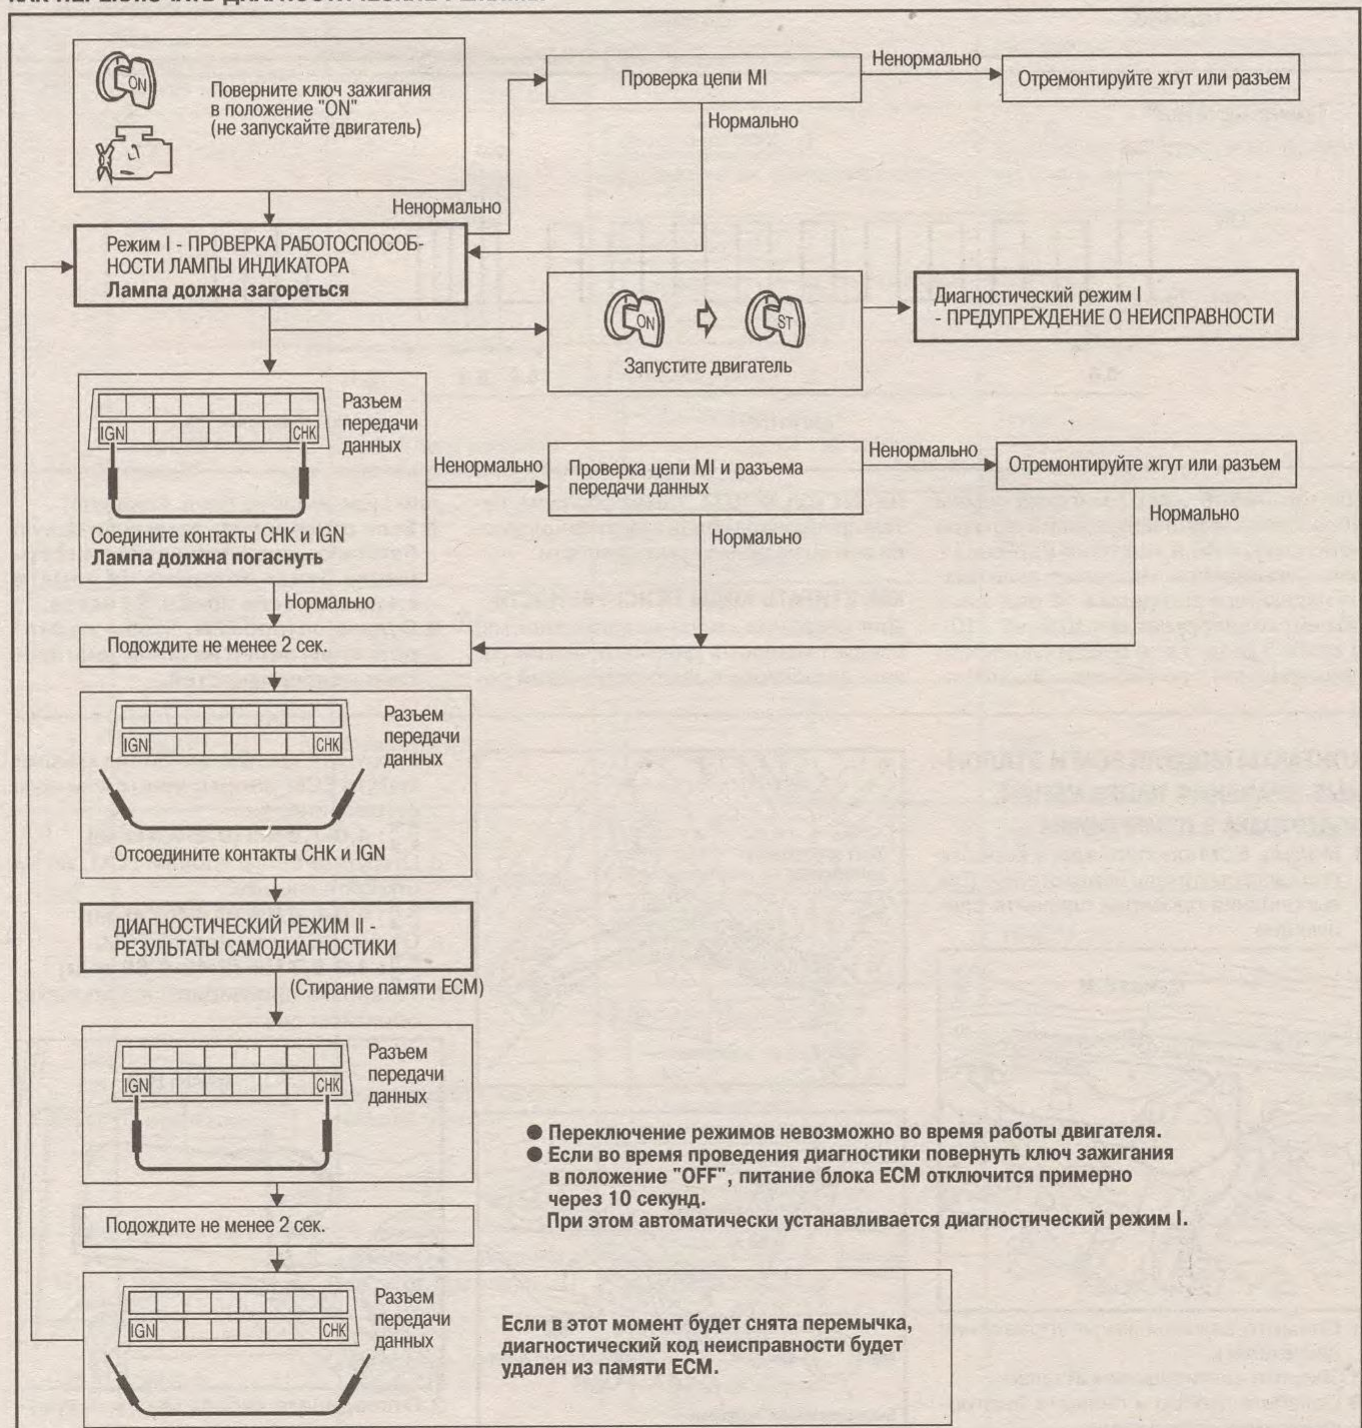 КАК ПЕРЕКЛЮЧАТЬ ДИАГНОСТИЧЕСКИЕ РЕЖИМЫ
ON
Поверните ключ зажигания
в положение "ON"
(не запускайте двигатель)
Ненормально
Проверка цепи MI
Ненормально
Отремонтируйте жгут или разъем
Нормально
Режим I - ПРОВЕРКА РАБОТОСПОСОБ-
НОСТИ ЛАМПЫ ИНДИКАТОРА
Лампа должна загореться
ON
ST
Запустите двигатель
Диагностический режим I
- ПРЕДУПРЕЖДЕНИЕ О НЕИСПРАВНОСТИ
IGN
CHK
Разъем
передачи
данных
Соедините контакты CHK и IGN
Лампа должна погаснуть
Ненормально
Проверка цепи MI и разъема
передачи данных
Ненормально
Отремонтируйте жгут или разъем
Нормально
Нормально
Нормально
Подождите не менее 2 сек.
IGN
CHK
Разъем
передачи
данных
Отсоедините контакты CHK и IGN
ДИАГНОСТИЧЕСКИЙ РЕЖИМ II -
РЕЗУЛЬТАТЫ САМОДИАГНОСТИКИ
(Стирание памяти ECM)
IGN
CHK
Разъем
передачи
данных
● Переключение режимов невозможно во время работы двигателя.
● Если во время проведения диагностики повернуть ключ зажигания
в положение "OFF", питание блока ECM отключится примерно
через 10 секунд.
При этом автоматически устанавливается диагностический режим I.
Подождите не менее 2 сек.
IGN
CHK
Разъем
передачи
данных
Если в этот момент будет снята перемычка,
диагностический код неисправности будет
удален из памяти ECM.